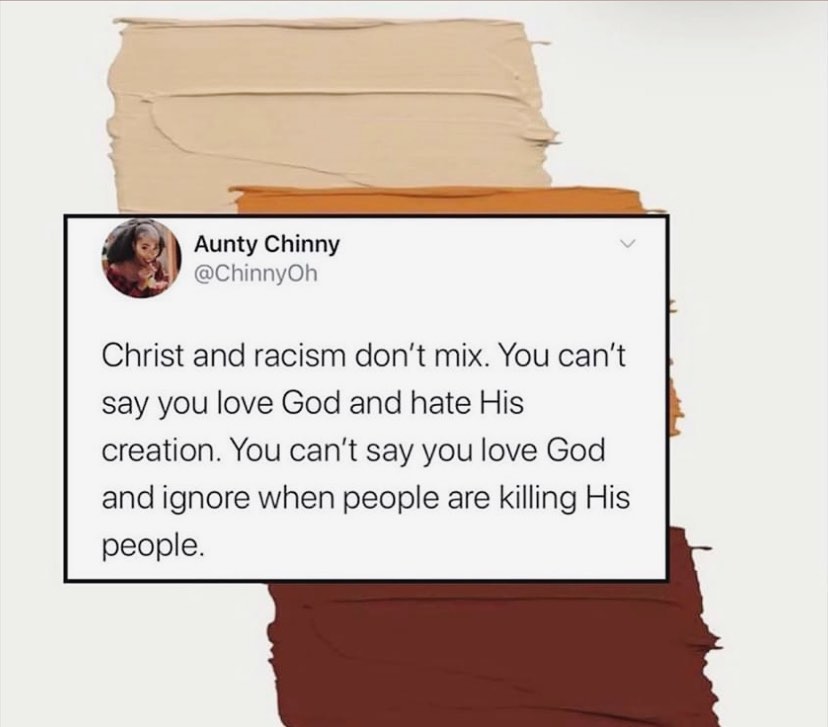 Aunty Chinny
@ChinnyOh
Christ and racism don't mix. You can't
say you love God and hate His
creation. You can't say you love God
and ignore when people are killing His
people.